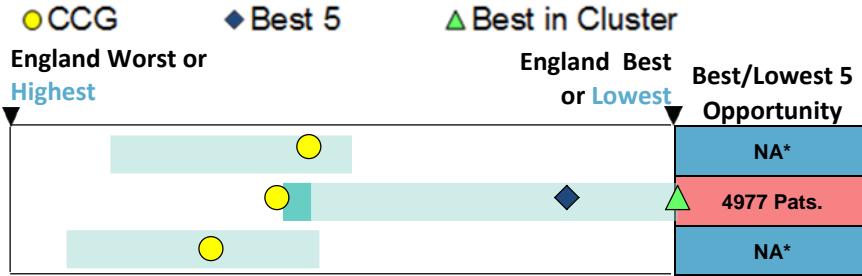 CCG Best 5 Best in Cluster
England Worst or
Highest
England Best
or Lowest
Best/Lowest 5
Opportunity
NA*
4977 Pats.
NA*